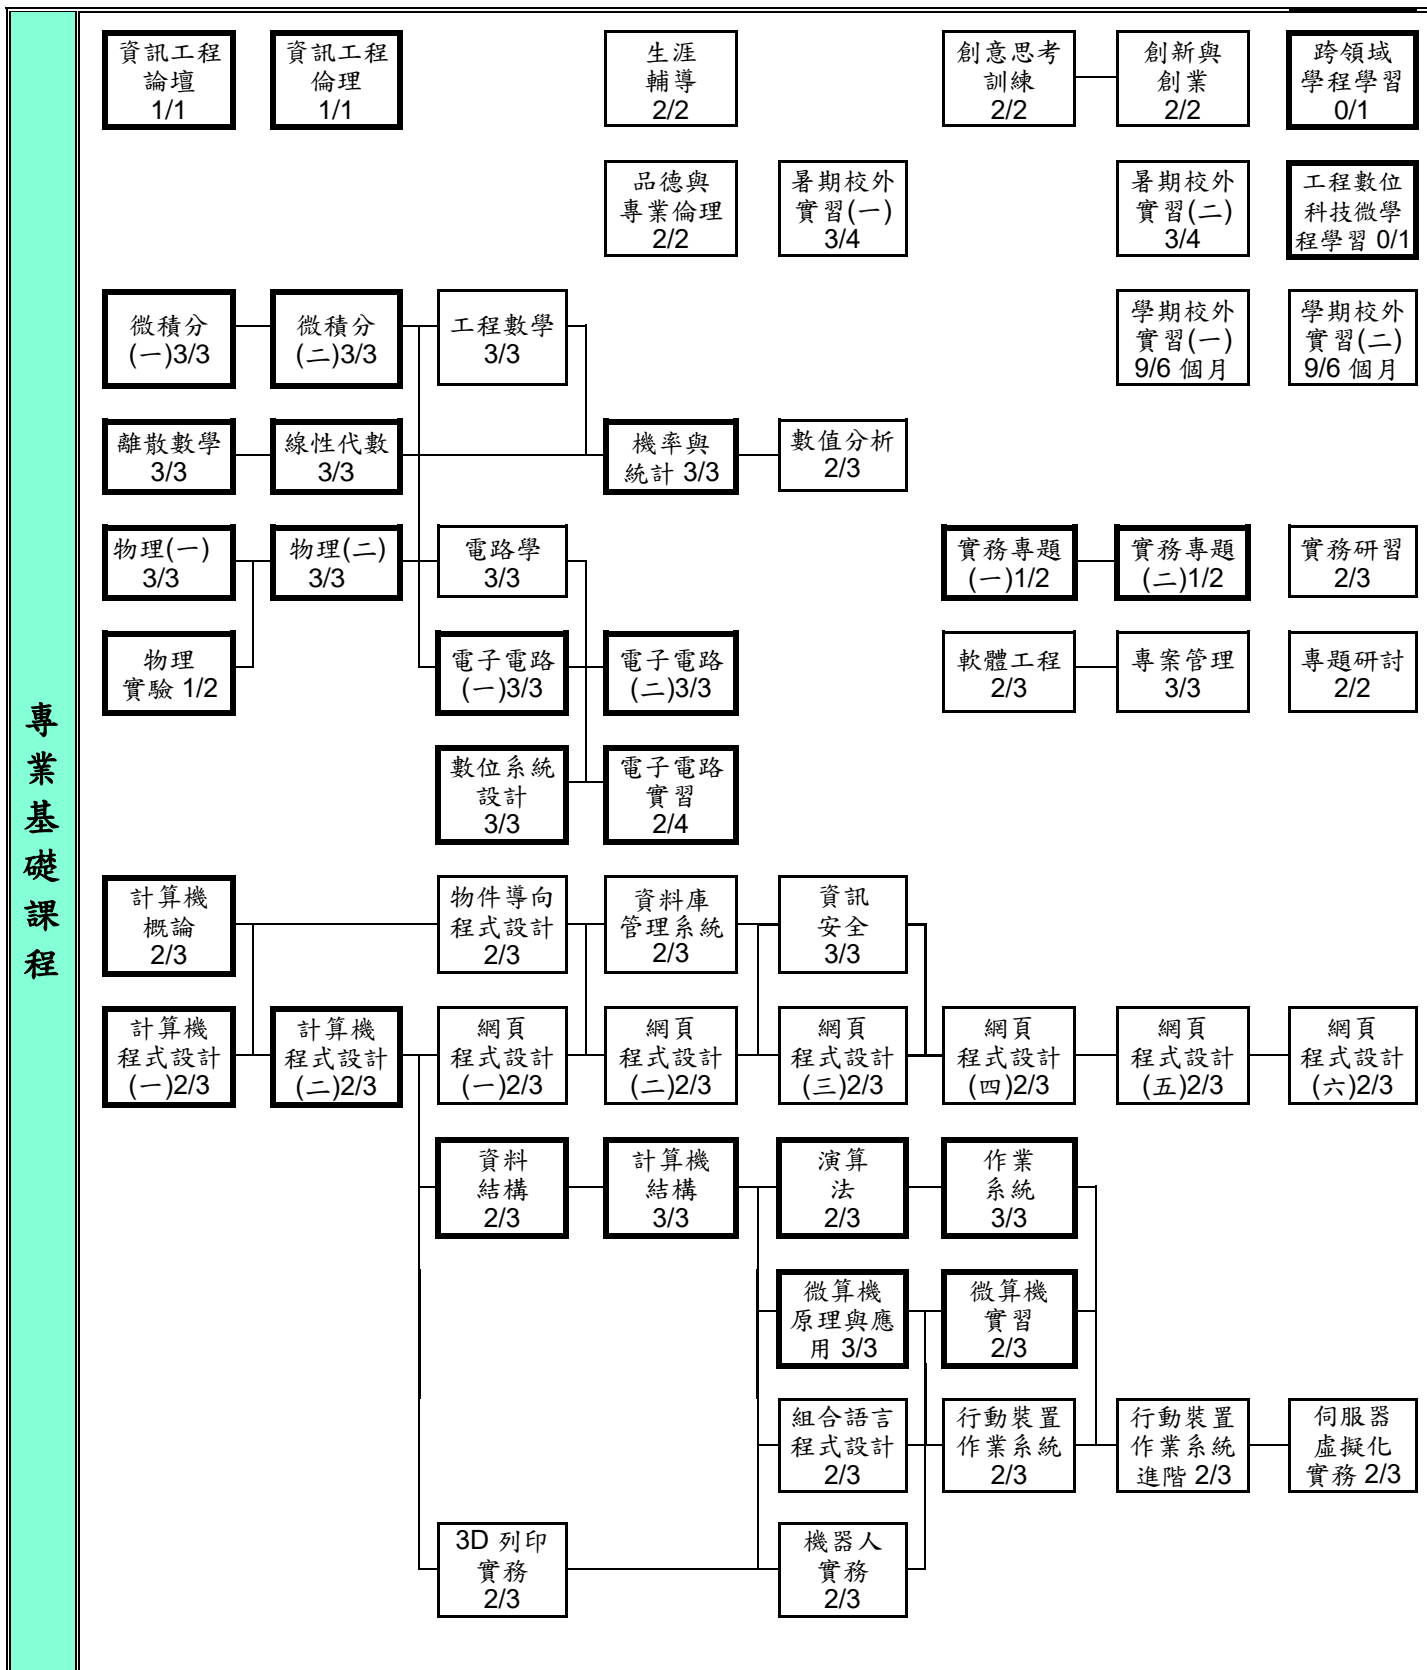 專業基礎課程
資訊工程
論壇
1/1
資訊工程
倫理
1/1
生涯
輔導
2/2
創意思考
訓練
2/2
創新與
創業
2/2
跨領域
學程學習
0/1
品德與
專業倫理
2/2
暑期校外
實習(一)
3/4
暑期校外
實習(二)
3/4
工程數位
科技微學
程學習 0/1
微積分
(一)3/3
微積分
(二)3/3
工程數學
3/3
學期校外
實習(一)
9/6 個月
學期校外
實習(二)
9/6 個月
離散數學
3/3
線性代數
3/3
機率與
統計 3/3
數值分析
2/3
物理(一)
3/3
物理(二)
3/3
電路學
3/3
實務專題
(一)1/2
實務專題
(二)1/2
實務研習
2/3
物理
實驗 1/2
電子電路
(一)3/3
電子電路
(二)3/3
軟體工程
2/3
專案管理
3/3
專題研討
2/2
數位系統
設計
3/3
電子電路
實習
2/4
計算機
概論
2/3
物件導向
程式設計
2/3
資料庫
管理系統
2/3
資訊
安全
3/3
計算機
程式設計
(一)2/3
計算機
程式設計
(二)2/3
網頁
程式設計
(一)2/3
網頁
程式設計
(二)2/3
網頁
程式設計
(三)2/3
網頁
程式設計
(四)2/3
網頁
程式設計
(五)2/3
網頁
程式設計
(六)2/3
資料
結構
2/3
計算機
結構
3/3
演算
法
2/3
作業
系統
3/3
微算機
原理與應
用 3/3
微算機
實習
2/3
組合語言
程式設計
2/3
行動裝置
作業系統
2/3
行動裝置
作業系統
進階 2/3
伺服器
虛擬化
實務 2/3
3D 列印
實務
2/3
機器人
實務
2/3